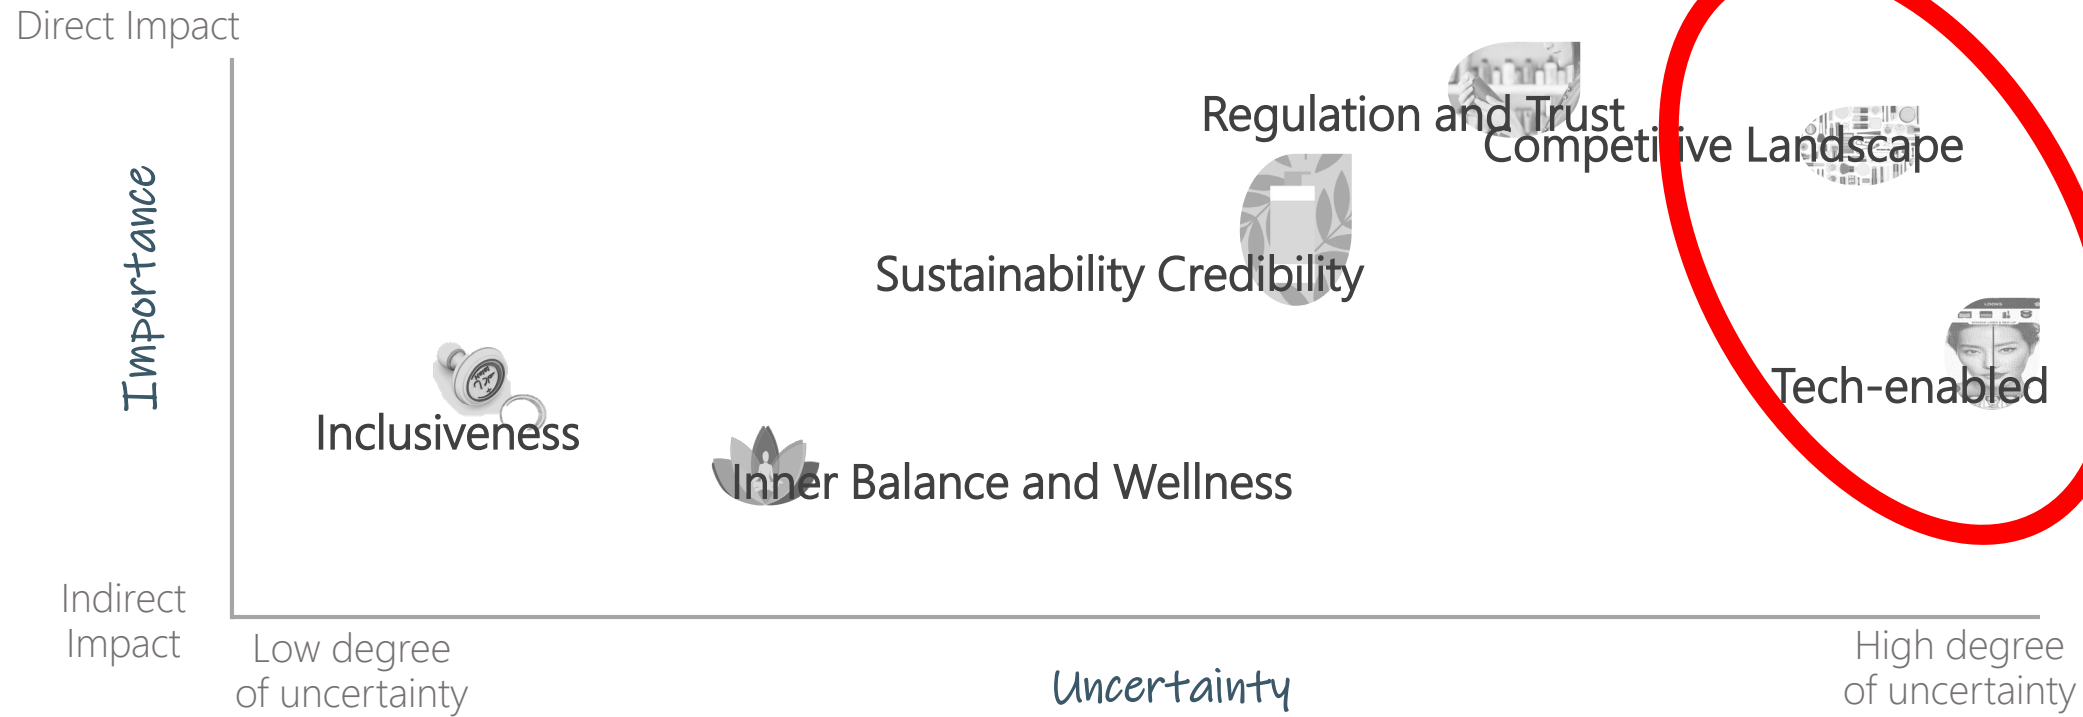 Direct Impact
Regulation and Trust
Competitive Landscape
Importance
Sustainability Credibility
Tech-enabled
Inclusiveness
Inner Balance and Wellness
Indirect
Impact
Low degree
of uncertainty
Uncertainty
High degree
of uncertainty